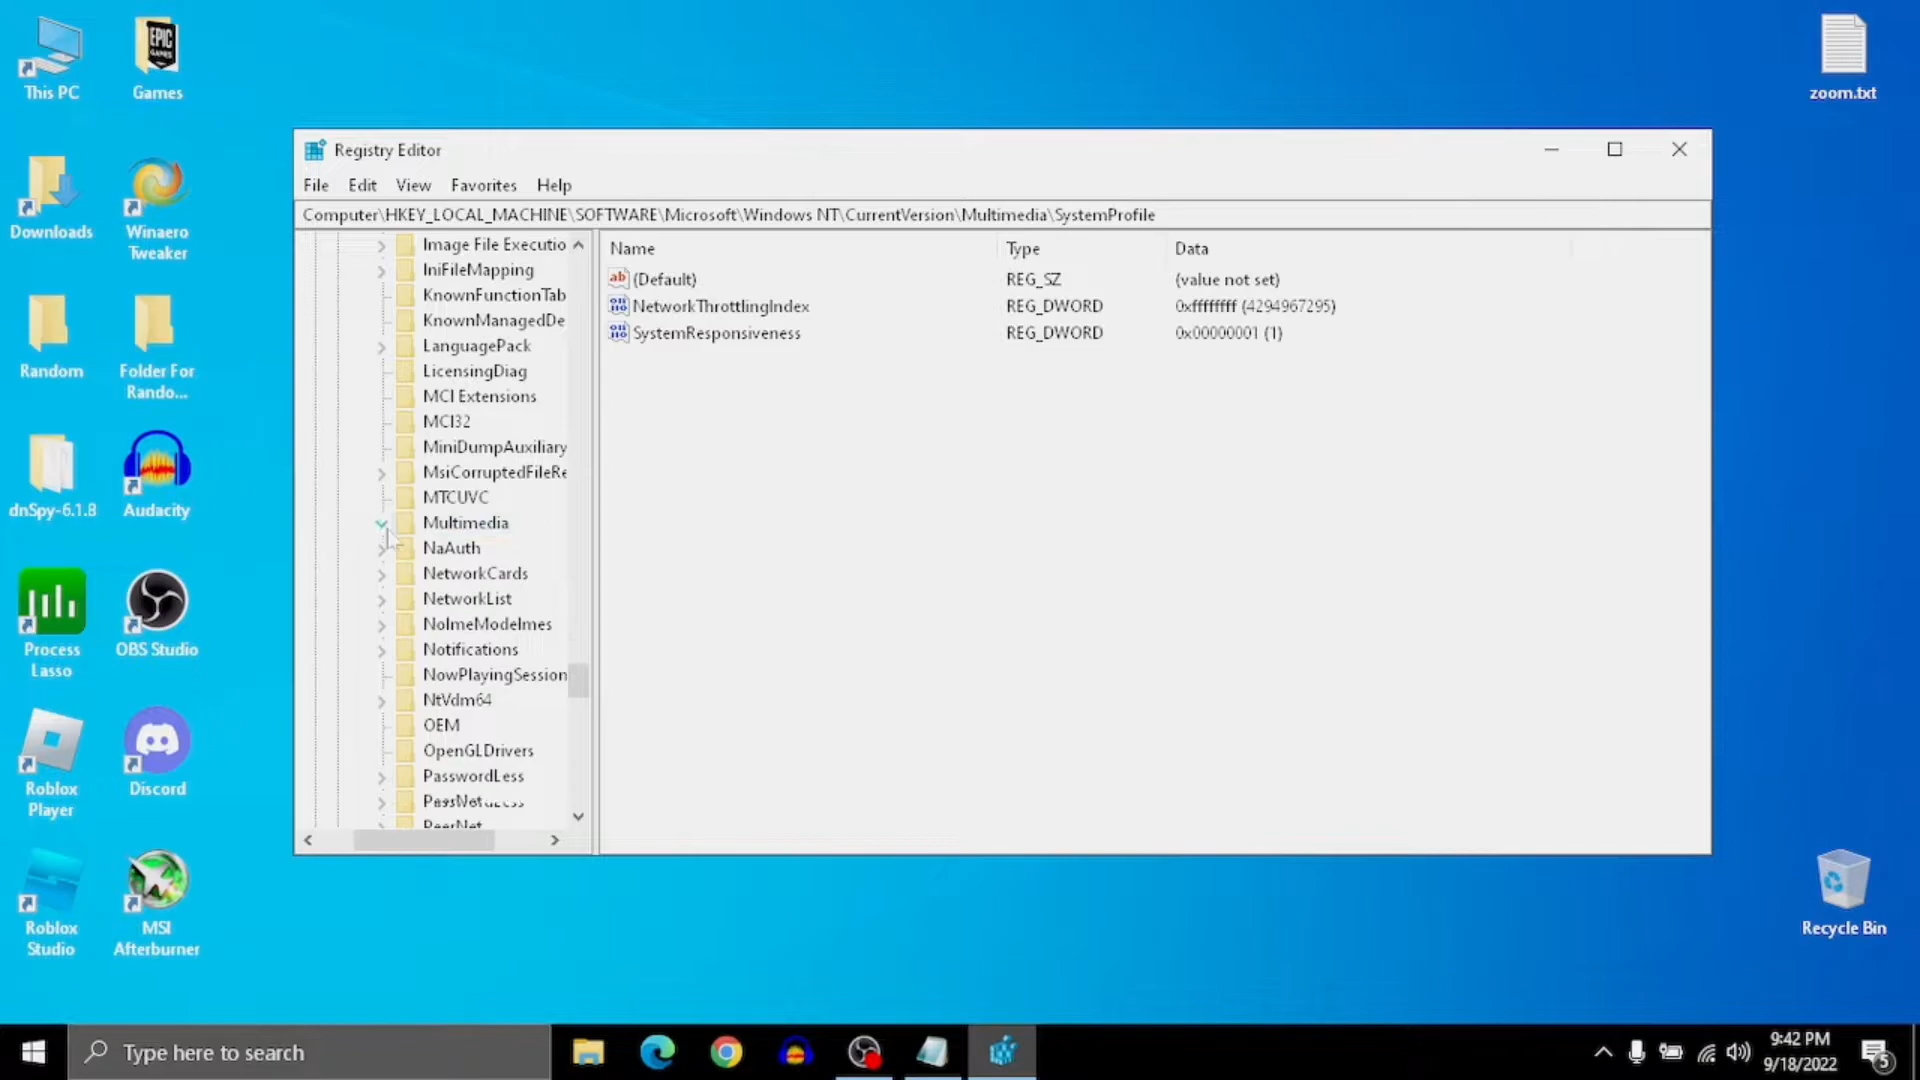 This PC
Games
zoom.txt
Downloads
Winaero
Tweaker
Random
Folder For
Rando...
dnSpy-6.1.8
Audacity
Process
Lasso
OBS Studio
Roblox
Player
Discord
Roblox
Studio
MSI
Afterburner
Recycle Bin
EPIC
GAMES
Registry Editor
File Edit View Favorites Help
Computer\HKEY_LOCAL_MACHINE\SOFTWARE\Microsoft\Windows NT\CurrentVersion\Multimedia\SystemProfile
Image File Executio
IniFileMapping
KnownFunctionTab
KnownManagedDe
LanguagePack
LicensingDiag
MCI Extensions
MCI32
MiniDumpAuxiliary
MsiCorruptedFileRe
MTCUVC
Multimedia
NaAuth
NetworkCards
NetworkList
NoImeModeImes
Notifications
NowPlayingSession
NtVdm64
OEM
OpenGLDrivers
PasswordLess
PeerNet
Name Type Data
ab (Default) REG_SZ (value not set)
NetworkThrottlingIndex REG_DWORD 0xffffffff (4294967295)
SystemResponsiveness REG_DWORD 0x00000001 (1)
Type here to search
9:42 PM
9/18/2022
5